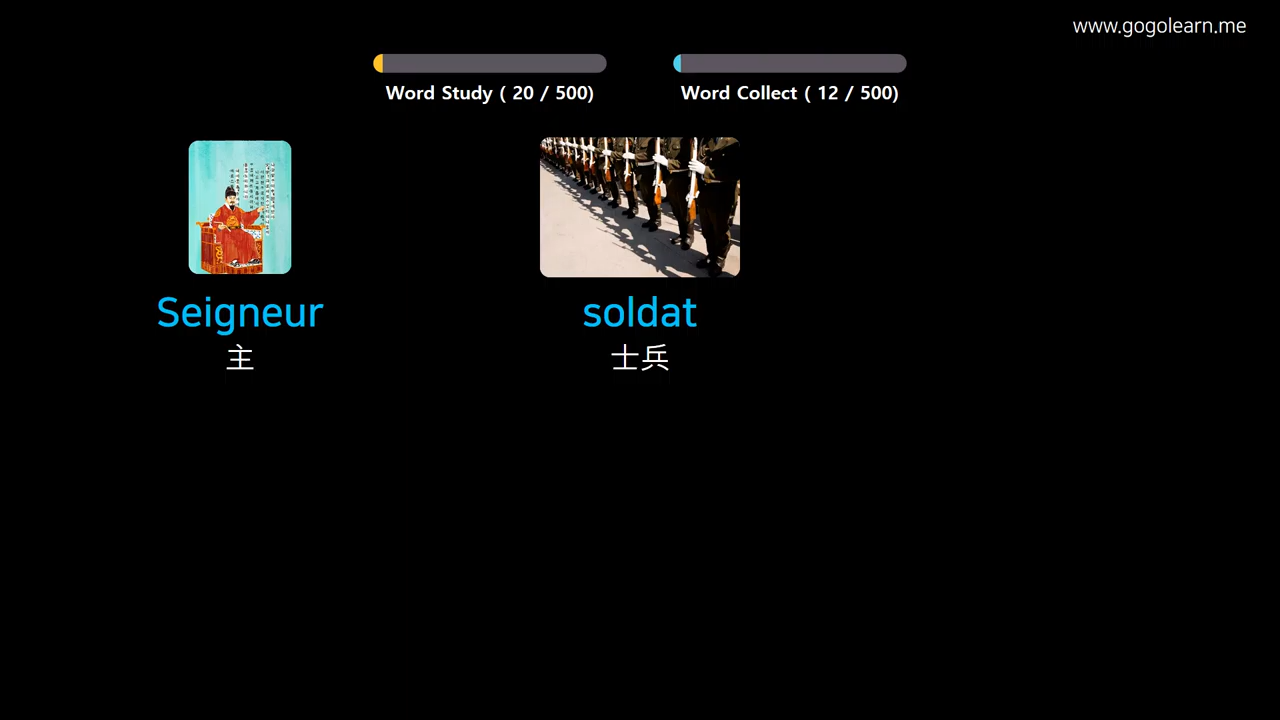 www.gogolearn.me
Word Study ( 20 / 500)
Word Collect ( 12 / 500)
Seigneur
soldat
主
士兵